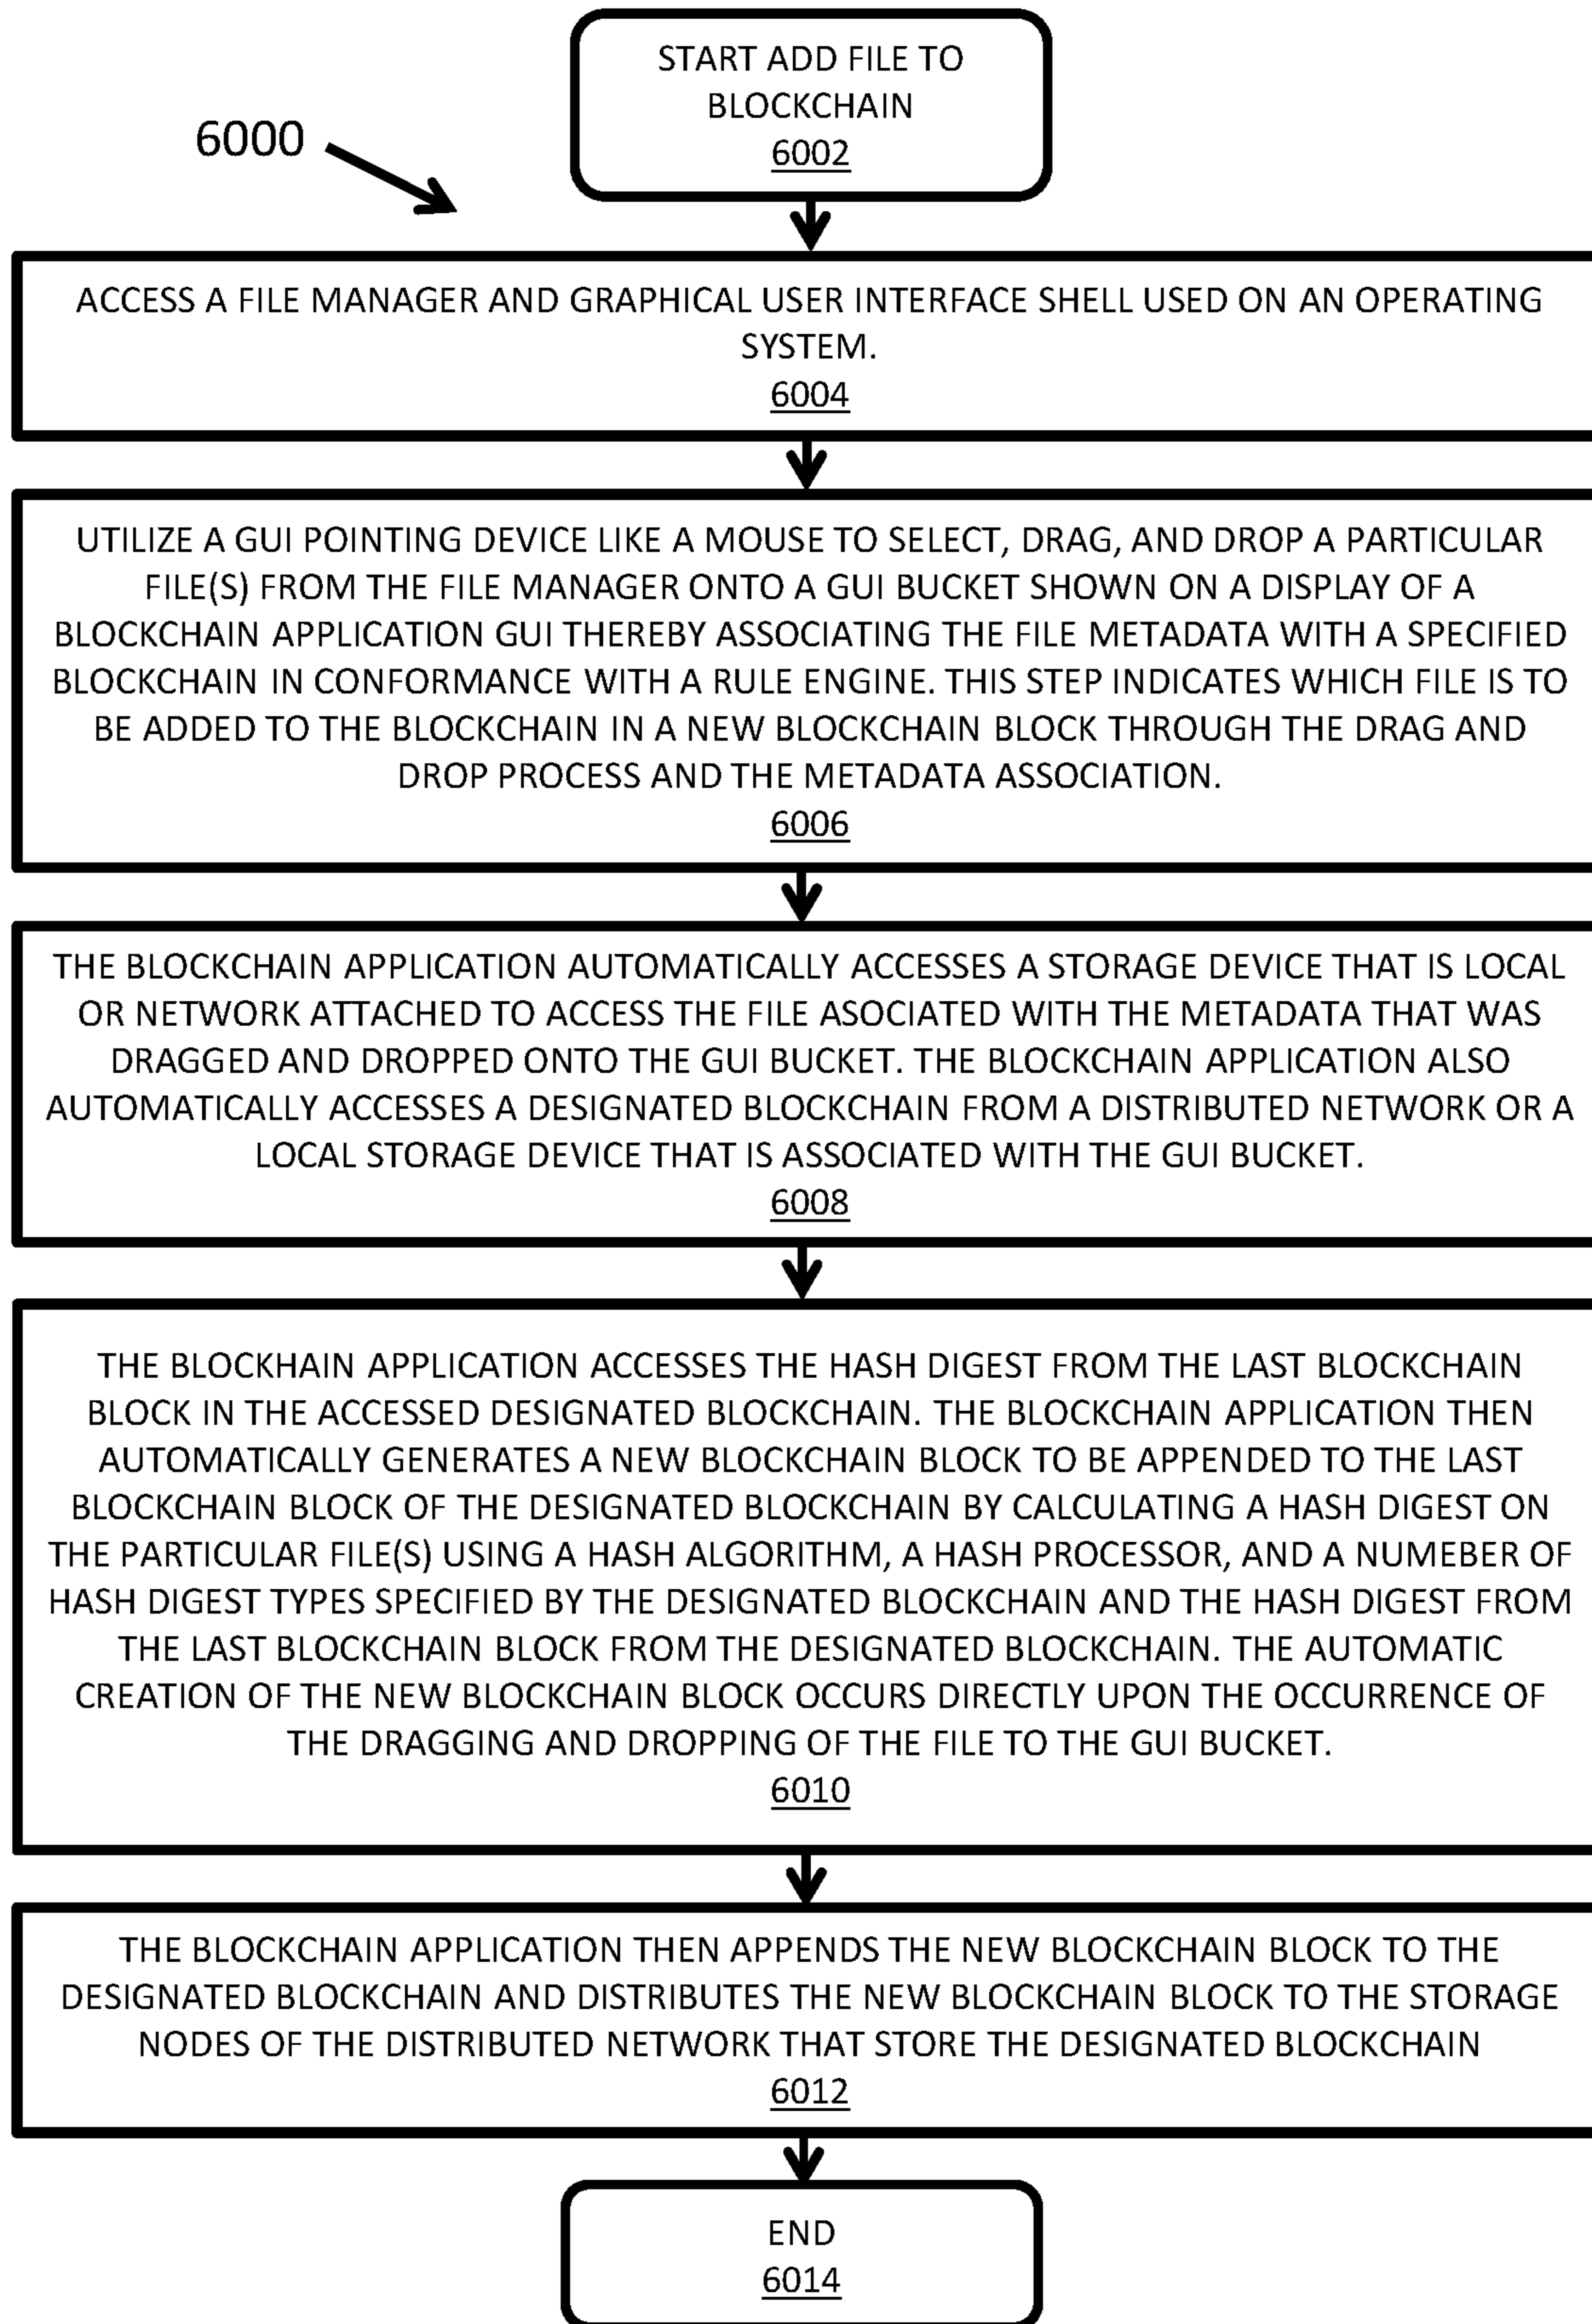 START ADD FILE TO
BLOCKCHAIN
6002
6000
ACCESS A FILE MANAGER AND GRAPHICAL USER INTERFACE SHELL USED ON AN OPERATING
SYSTEM.
6004
UTILIZE A GUI POINTING DEVICE LIKE A MOUSE TO SELECT, DRAG, AND DROP A PARTICULAR
FILE(S) FROM THE FILE MANAGER ONTO A GUI BUCKET SHOWN ON A DISPLAY OF A
BLOCKCHAIN APPLICATION GUI THEREBY ASSOCIATING THE FILE METADATA WITH A SPECIFIED
BLOCKCHAIN IN CONFORMANCE WITH A RULE ENGINE. THIS STEP INDICATES WHICH FILE IS TO
BE ADDED TO THE BLOCKCHAIN IN A NEW BLOCKCHAIN BLOCK THROUGH THE DRAG AND
DROP PROCESS AND THE METADATA ASSOCIATION.
6006
THE BLOCKCHAIN APPLICATION AUTOMATICALLY ACCESSES A STORAGE DEVICE THAT IS LOCAL
OR NETWORK ATTACHED TO ACCESS THE FILE ASOCIATED WITH THE METADATA THAT WAS
DRAGGED AND DROPPED ONTO THE GUI BUCKET. THE BLOCKCHAIN APPLICATION ALSO
AUTOMATICALLY ACCESSES A DESIGNATED BLOCKCHAIN FROM A DISTRIBUTED NETWORK OR A
LOCAL STORAGE DEVICE THAT IS ASSOCIATED WITH THE GUI BUCKET.
6008
THE BLOCKHAIN APPLICATION ACCESSES THE HASH DIGEST FROM THE LAST BLOCKCHAIN
BLOCK IN THE ACCESSED DESIGNATED BLOCKCHAIN. THE BLOCKCHAIN APPLICATION THEN
AUTOMATICALLY GENERATES A NEW BLOCKCHAIN BLOCK TO BE APPENDED TO THE LAST
BLOCKCHAIN BLOCK OF THE DESIGNATED BLOCKCHAIN BY CALCULATING A HASH DIGEST ON
THE PARTICULAR FILE(S) USING A HASH ALGORITHM, A HASH PROCESSOR, AND A NUMEBER OF
HASH DIGEST TYPES SPECIFIED BY THE DESIGNATED BLOCKCHAIN AND THE HASH DIGEST FROM
THE LAST BLOCKCHAIN BLOCK FROM THE DESIGNATED BLOCKCHAIN. THE AUTOMATIC
CREATION OF THE NEW BLOCKCHAIN BLOCK OCCURS DIRECTLY UPON THE OCCURRENCE OF
THE DRAGGING AND DROPPING OF THE FILE TO THE GUI BUCKET.
6010
THE BLOCKCHAIN APPLICATION THEN APPENDS THE NEW BLOCKCHAIN BLOCK TO THE
DESIGNATED BLOCKCHAIN AND DISTRIBUTES THE NEW BLOCKCHAIN BLOCK TO THE STORAGE
NODES OF THE DISTRIBUTED NETWORK THAT STORE THE DESIGNATED BLOCKCHAIN
6012
END
6014